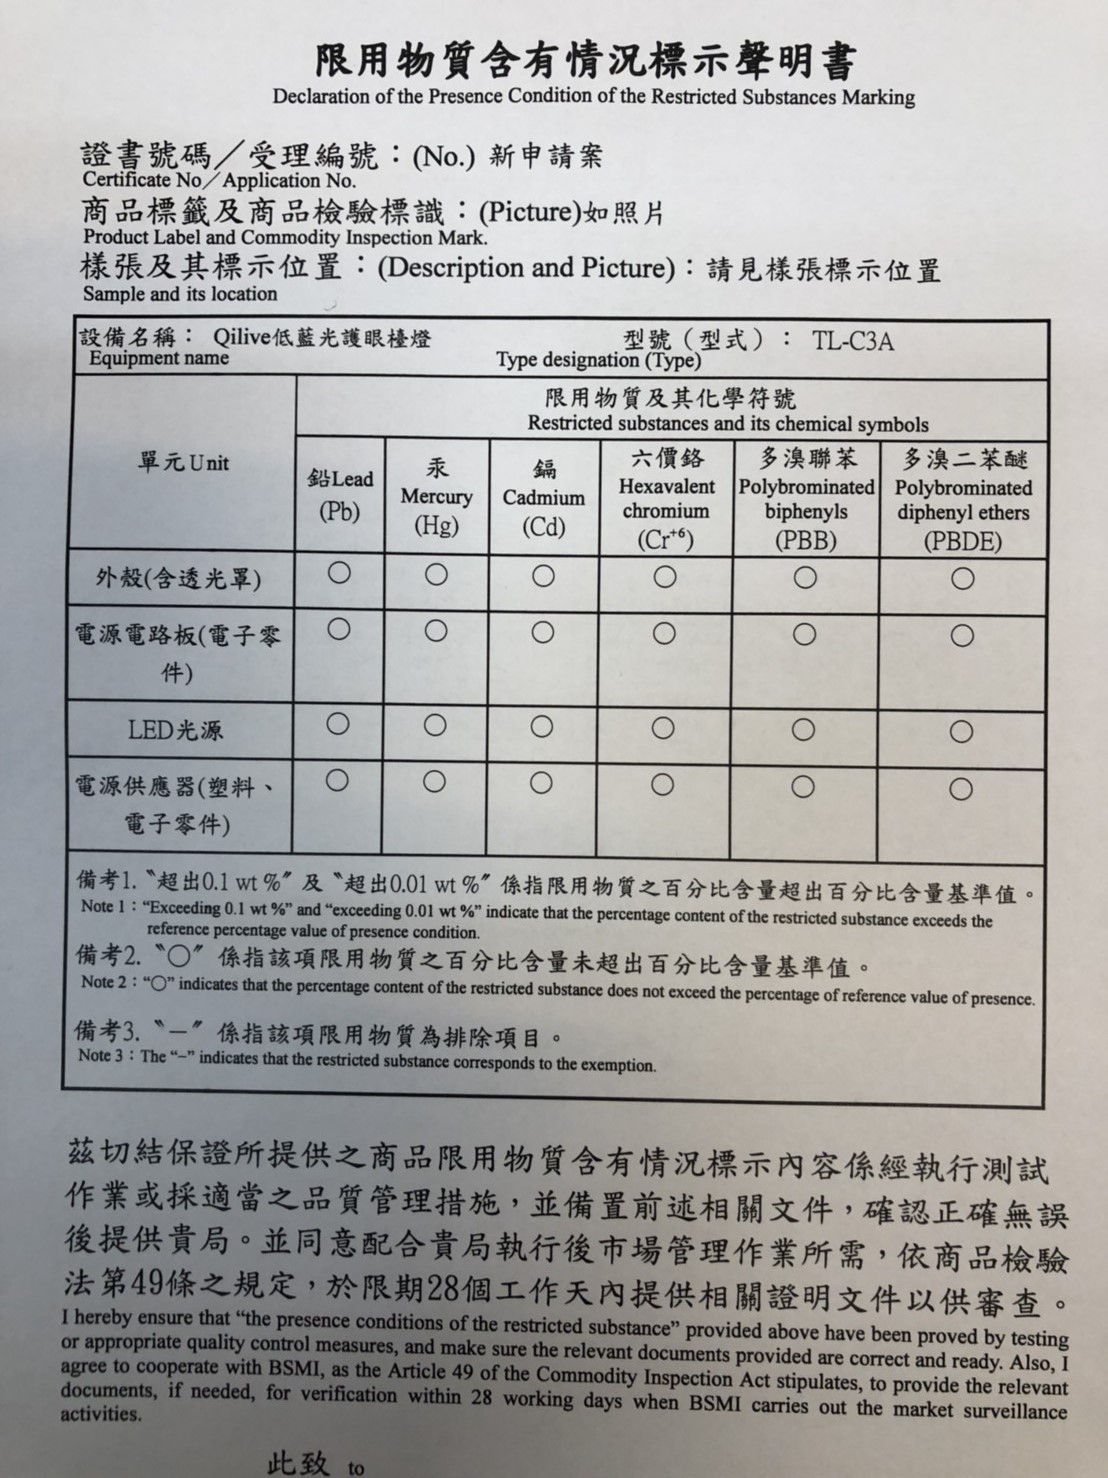 限用物質含有情況標示聲明書
Declaration of the Presence Condition of the Restricted Substances Marking
證書號碼／受理編號：(No.) 新申請案
Certificate No／Application No.
商品標籤及商品檢驗標識：(Picture)如照片
Product Label and Commodity Inspection Mark.
樣張及其標示位置：(Description and Picture)：請見樣張標示位置
Sample and its location
設備名稱： Qilive低藍光護眼檯燈 型號（型式）： TL-C3A
Equipment name Type designation (Type)
單元Unit
限用物質及其化學符號
Restricted substances and its chemical symbols
鉛Lead
(Pb)
汞
Mercury
(Hg)
鎘
Cadmium
(Cd)
六價鉻
Hexavalent
chromium
(Cr⁺⁶)
多溴聯苯
Polybrominated
biphenyls
(PBB)
多溴二苯醚
Polybrominated
diphenyl ethers
(PBDE)
外殼(含透光罩) ○ ○ ○ ○ ○ ○
電源電路板(電子零
件) ○ ○ ○ ○ ○ ○
LED光源 ○ ○ ○ ○ ○ ○
電源供應器(塑料、
電子零件) ○ ○ ○ ○ ○ ○
備考1. 〝超出0.1 wt %〞及〝超出0.01 wt %〞係指限用物質之百分比含量超出百分比含量基準值。
Note 1：“Exceeding 0.1 wt %” and “exceeding 0.01 wt %” indicate that the percentage content of the restricted substance exceeds the
reference percentage value of presence condition.
備考2. 〝○〞係指該項限用物質之百分比含量未超出百分比含量基準值。
Note 2：“○” indicates that the percentage content of the restricted substance does not exceed the percentage of reference value of presence.
備考3. 〝－〞係指該項限用物質為排除項目。
Note 3：The “−” indicates that the restricted substance corresponds to the exemption.
茲切結保證所提供之商品限用物質含有情況標示內容係經執行測試
作業或採適當之品質管理措施，並備置前述相關文件，確認正確無誤
後提供貴局。並同意配合貴局執行後市場管理作業所需，依商品檢驗
法第49條之規定，於限期28個工作天內提供相關證明文件以供審查。
I hereby ensure that “the presence conditions of the restricted substance” provided above have been proved by testing
or appropriate quality control measures, and make sure the relevant documents provided are correct and ready. Also, I
agree to cooperate with BSMI, as the Article 49 of the Commodity Inspection Act stipulates, to provide the relevant
documents, if needed, for verification within 28 working days when BSMI carries out the market surveillance
activities.
此致 to